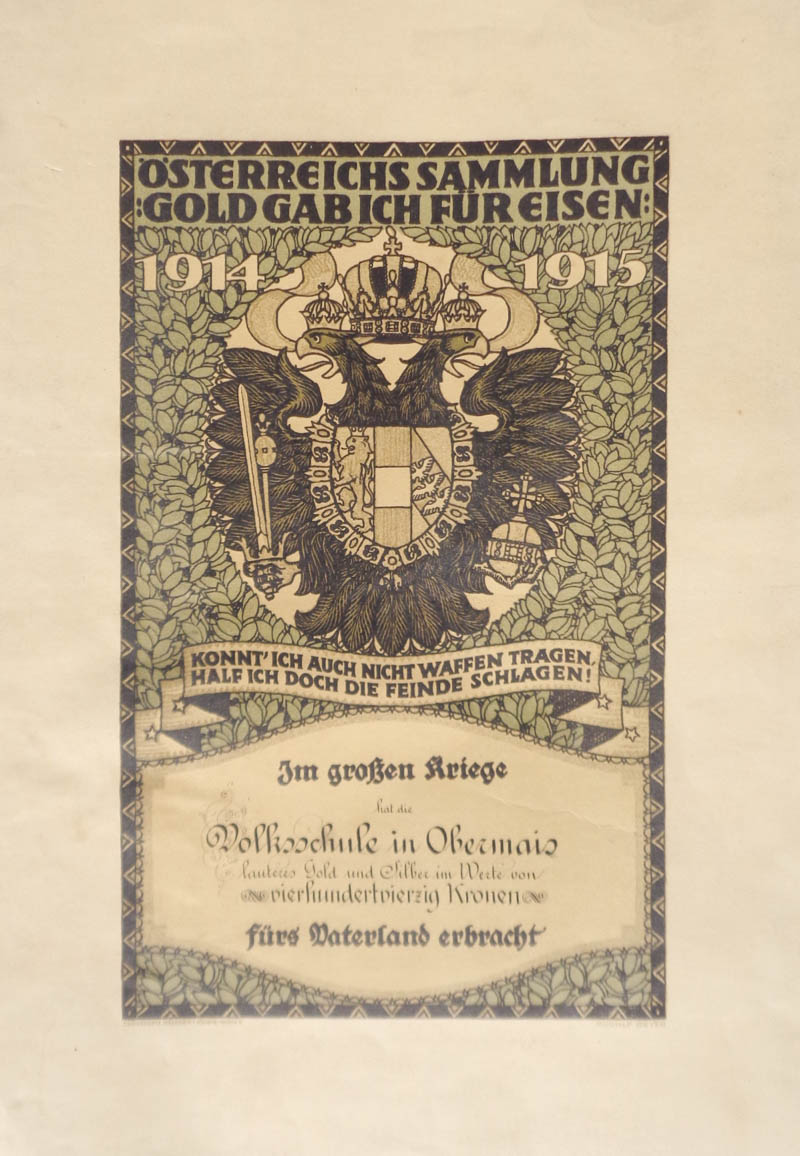 ÖSTERREICHS SAMMLUNG
:GOLD GAB ICH FÜR EISEN:
1914 1915
KONNT' ICH AUCH NICHT WAFFEN TRAGEN,
HALF ICH DOCH DIE FEINDE SCHLAGEN!
Im großen Kriege
hat die
Volksschule in Obermais
lauteres Gold und Silber im Werte von
vierhundertvierzig Kronen
fürs Vaterland erbracht